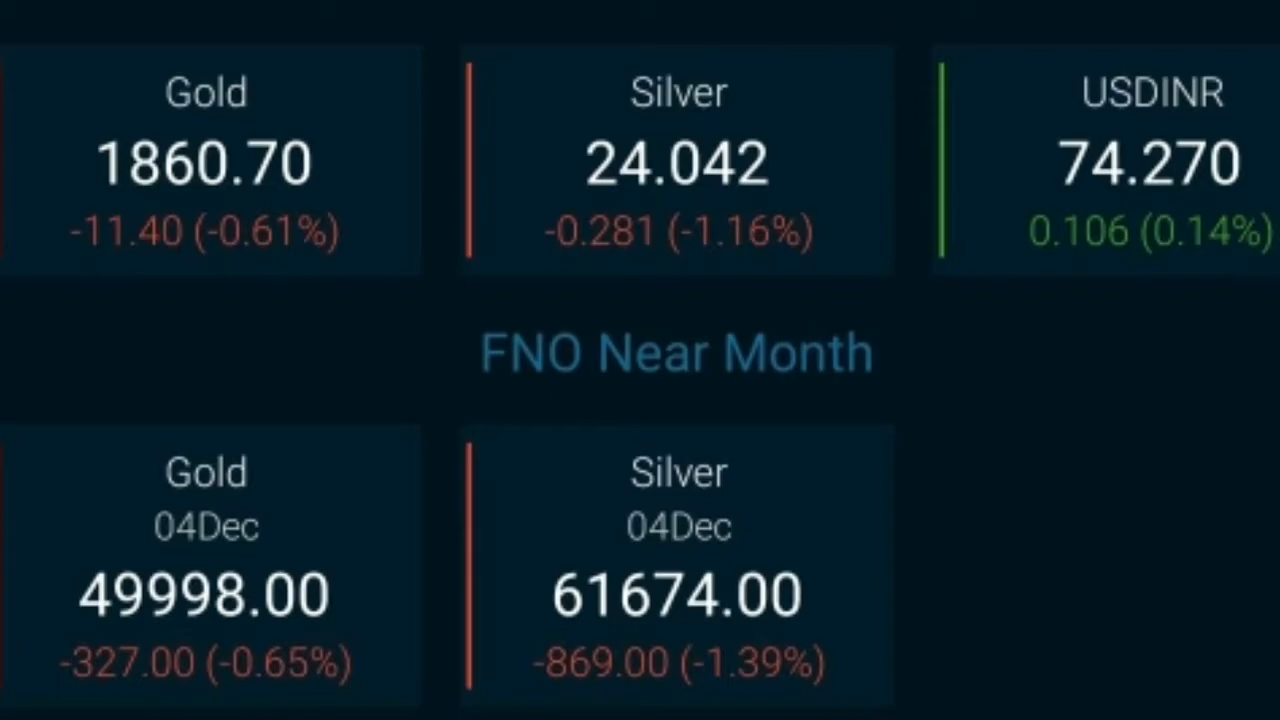 Gold
1860.70
-11.40 (-0.61%)
Silver
24.042
-0.281 (-1.16%)
USDINR
74.270
0.106 (0.14%)
FNO Near Month
Gold
04Dec
49998.00
-327.00 (-0.65%)
Silver
04Dec
61674.00
-869.00 (-1.39%)